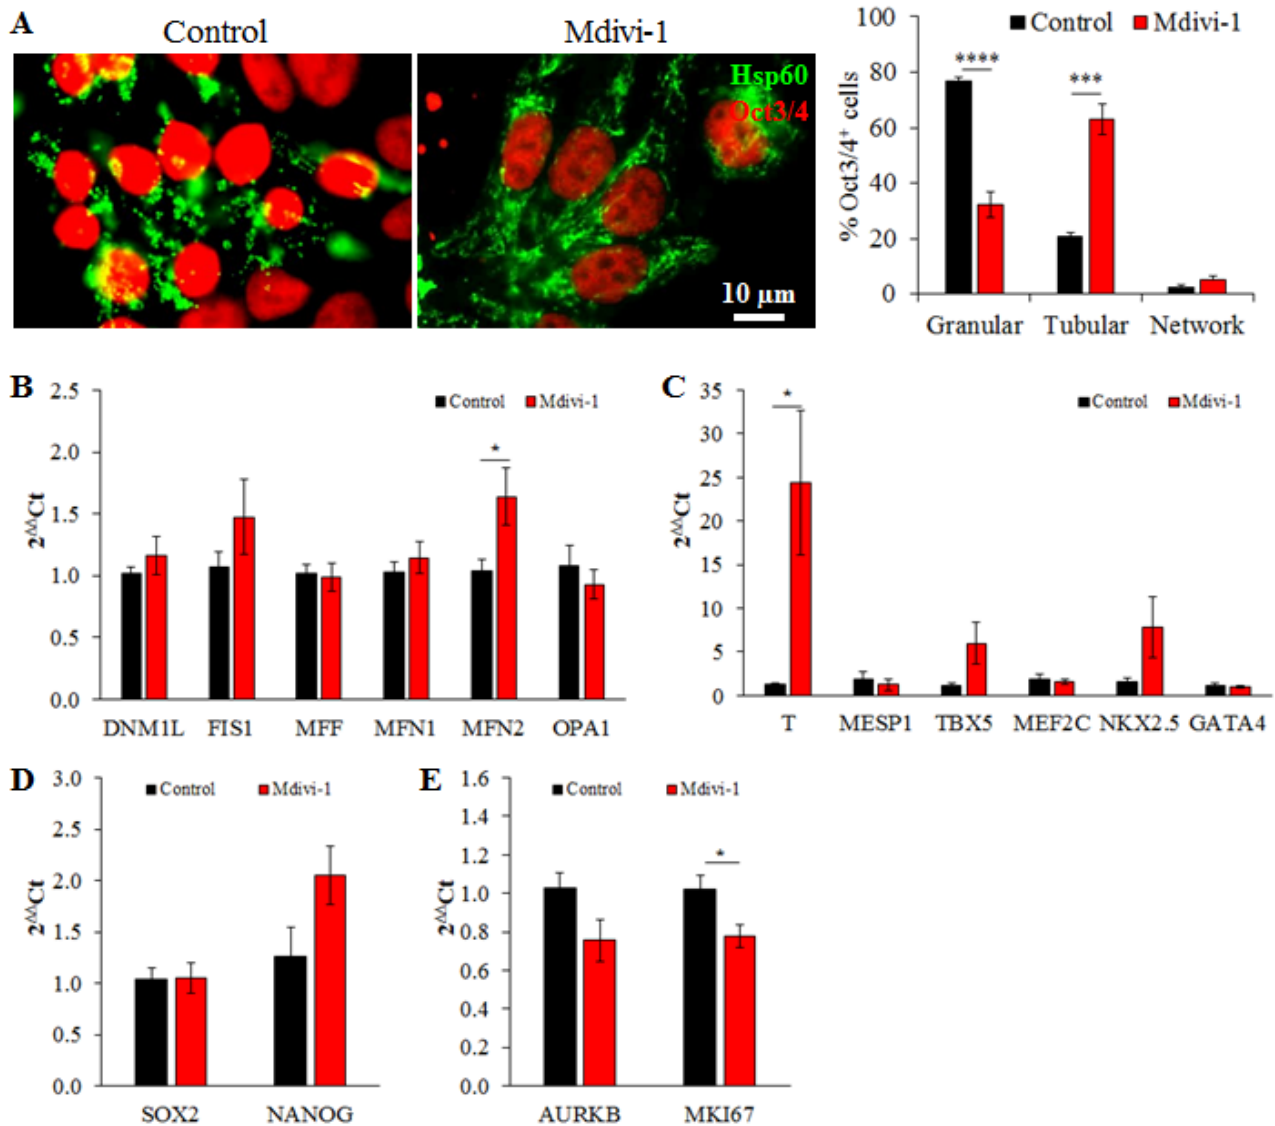 A
Control
Mdivi-1
Hsp60
Oct3/4
10 μm
Control
Mdivi-1
% Oct3/4⁺ cells
100
80
60
40
20
0
****
***
Granular
Tubular
Network
B
Control
Mdivi-1
2^ΔΔCt
2.5
2.0
1.5
1.0
0.5
0.0
*
DNM1L
FIS1
MFF
MFN1
MFN2
OPA1
C
Control
Mdivi-1
2^ΔΔCt
35
30
25
20
15
10
5
0
*
T
MESP1
TBX5
MEF2C
NKX2.5
GATA4
D
Control
Mdivi-1
2^ΔΔCt
3.0
2.5
2.0
1.5
1.0
0.5
0.0
SOX2
NANOG
E
Control
Mdivi-1
2^ΔΔCt
1.6
1.4
1.2
1.0
0.8
0.6
0.4
0.2
0.0
*
AURKB
MKI67